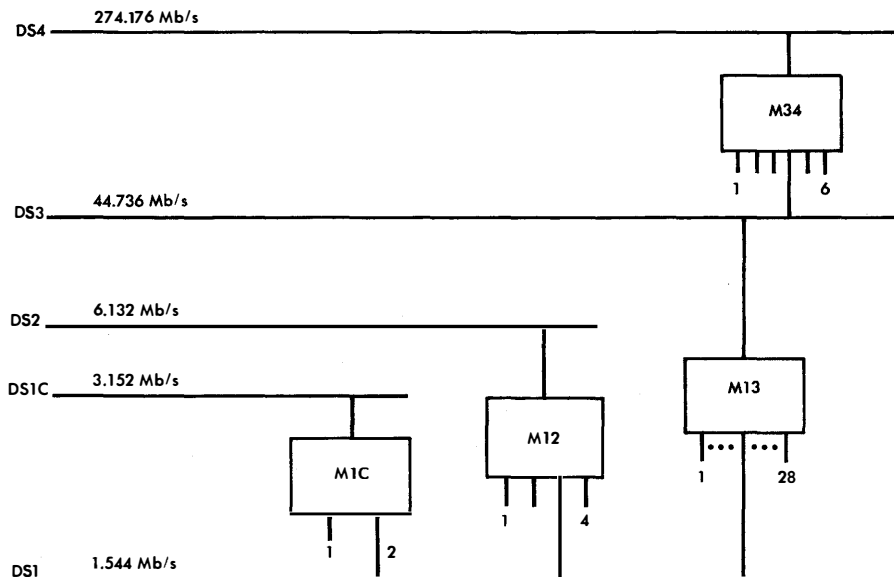 DS4 274.176 Mb/s
M34
1 6
DS3 44.736 Mb/s
DS2 6.132 Mb/s
DS1C 3.152 Mb/s
M13
M12
1 •••• •••• 28
M1C
1 4
1 2
DS1 1.544 Mb/s